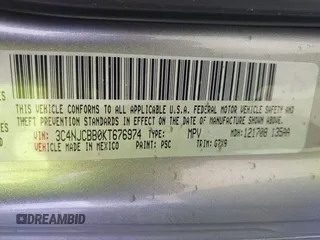 THIS VEHICLE CONFORMS TO ALL APPLICABLE U.S.A. FEDERAL MOTOR VEHICLE SAFETY AND
THEFT PREVENTION STANDARDS IN EFFECT ON THE DATE OF MANUFACTURE SHOWN ABOVE.
VIN: 3C4NJCBB0KT676974 TYPE: MPV MDH: 121708 135AA
VEHICLE MADE IN MEXICO PAINT: PSC TRIM: G7X9
DREAMBID